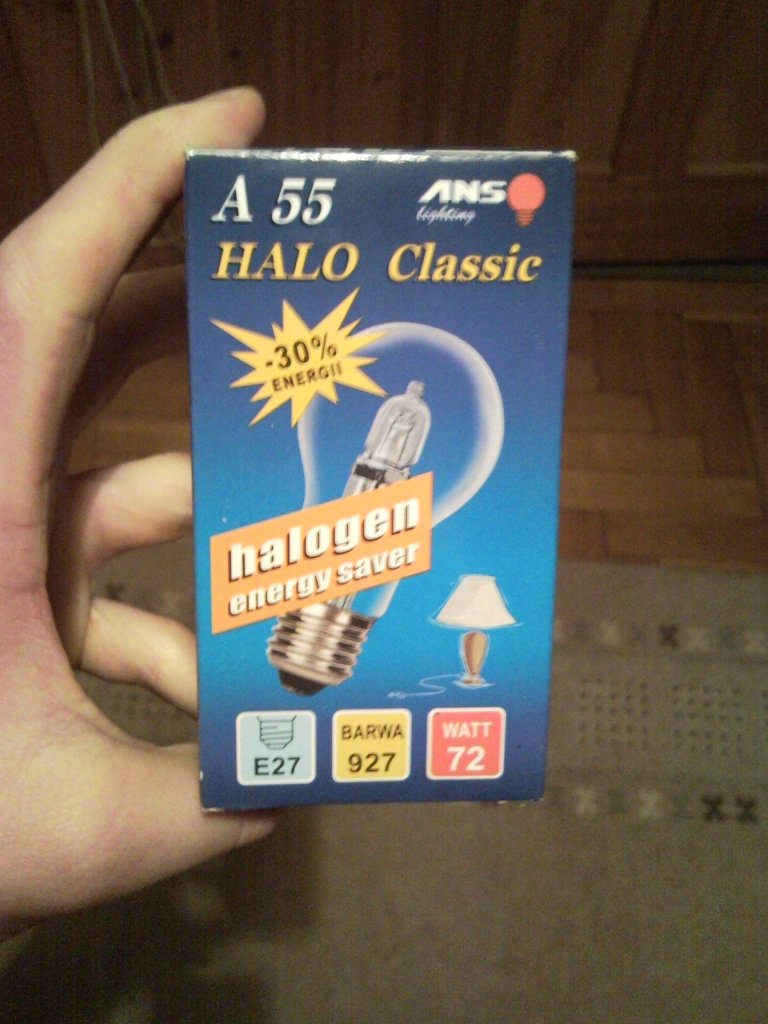 A 55
ANS
lighting
HALO Classic
-30%
ENERGII
halogen
energy saver
E27
BARWA
927
WATT
72